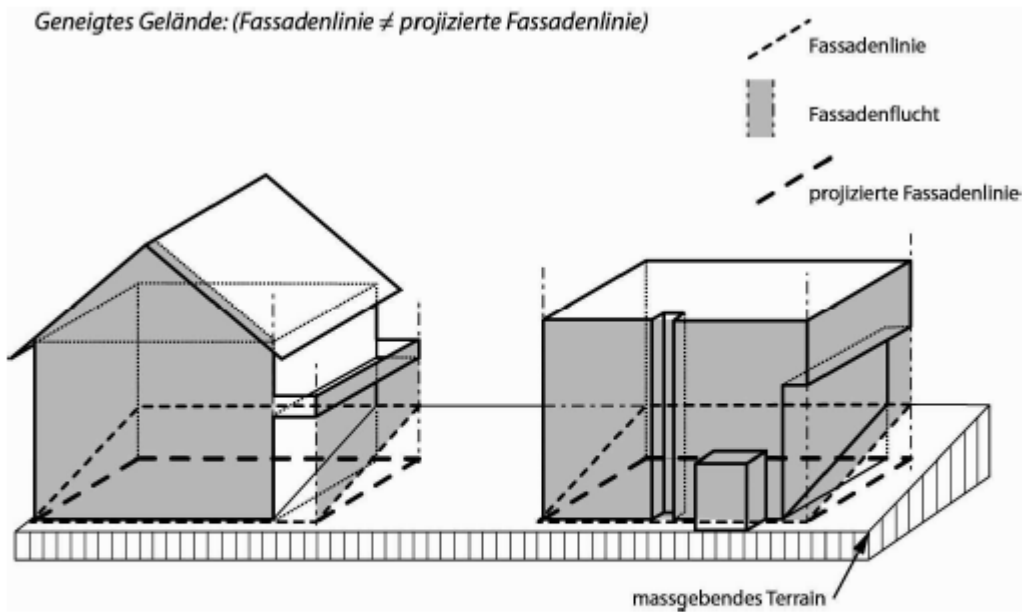 Geneigtes Gelände: (Fassadenlinie ≠ projizierte Fassadenlinie)
Fassadenlinie
Fassadenflucht
projizierte Fassadenlinie
massgebendes Terrain